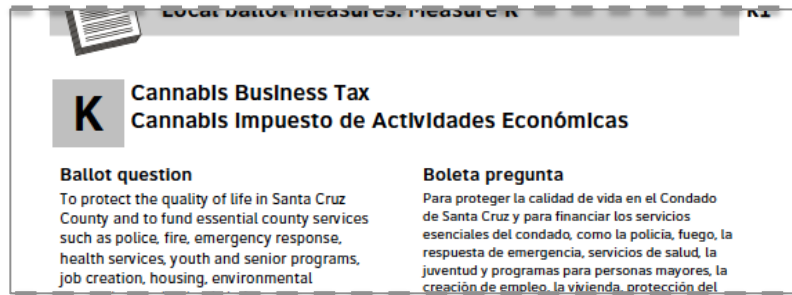 Local ballot measures: Measure K
K1
K
Cannabis Business Tax
Cannabis Impuesto de Actividades Económicas
Ballot question
To protect the quality of life in Santa Cruz
County and to fund essential county services
such as police, fire, emergency response,
health services, youth and senior programs,
job creation, housing, environmental
Boleta pregunta
Para proteger la calidad de vida en el Condado
de Santa Cruz y para financiar los servicios
esenciales del condado, como la policía, fuego, la
respuesta de emergencia, servicios de salud, la
juventud y programas para personas mayores, la
creación de empleo, la vivienda, protección del